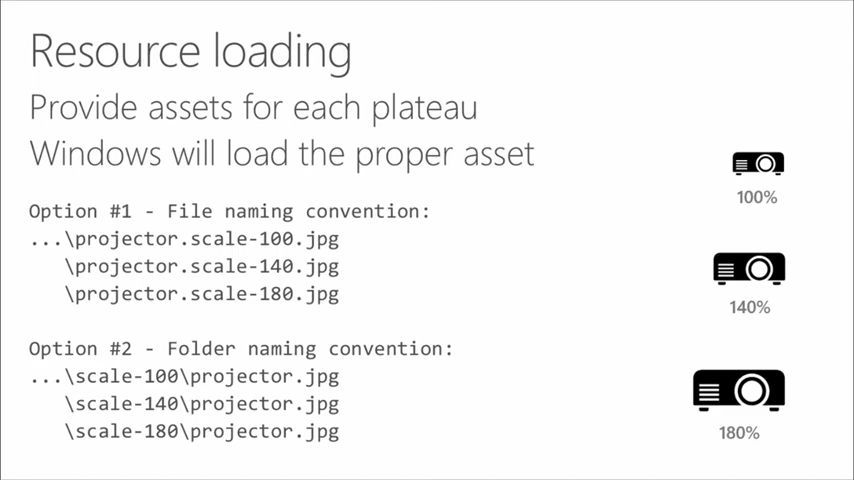 Resource loading
Provide assets for each plateau
Windows will load the proper asset
Option #1 - File naming convention:
...\projector.scale-100.jpg
\projector.scale-140.jpg
\projector.scale-180.jpg
Option #2 - Folder naming convention:
...\scale-100\projector.jpg
\scale-140\projector.jpg
\scale-180\projector.jpg
100%
140%
180%